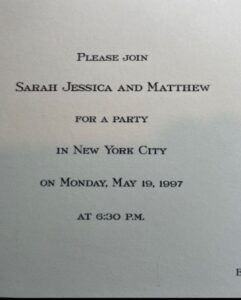 Please join
Sarah Jessica and Matthew
for a party
in New York City
on Monday, May 19, 1997
at 6:30 p.m.
E